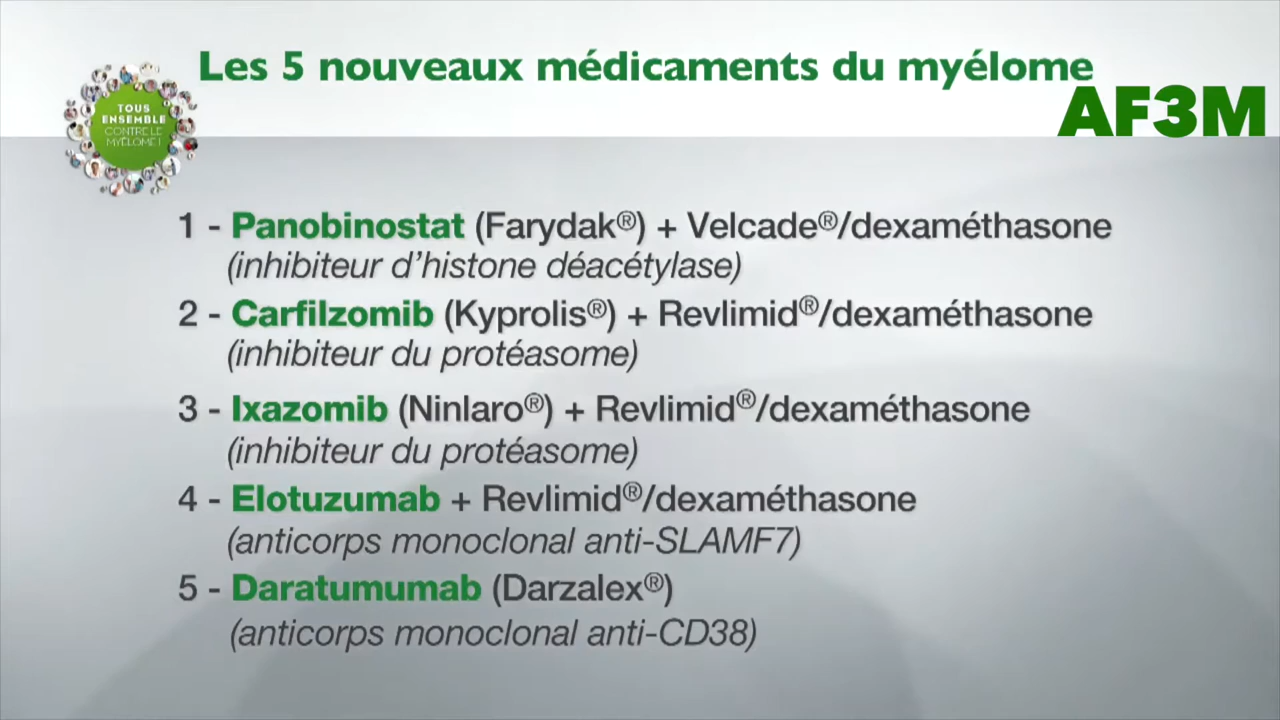 Les 5 nouveaux médicaments du myélome
AF3M
TOUS
ENSEMBLE
CONTRE LE
MYÉLOME !
1 - Panobinostat (Farydak®) + Velcade®/dexaméthasone
(inhibiteur d’histone déacétylase)
2 - Carfilzomib (Kyprolis®) + Revlimid®/dexaméthasone
(inhibiteur du protéasome)
3 - Ixazomib (Ninlaro®) + Revlimid®/dexaméthasone
(inhibiteur du protéasome)
4 - Elotuzumab + Revlimid®/dexaméthasone
(anticorps monoclonal anti-SLAMF7)
5 - Daratumumab (Darzalex®)
(anticorps monoclonal anti-CD38)